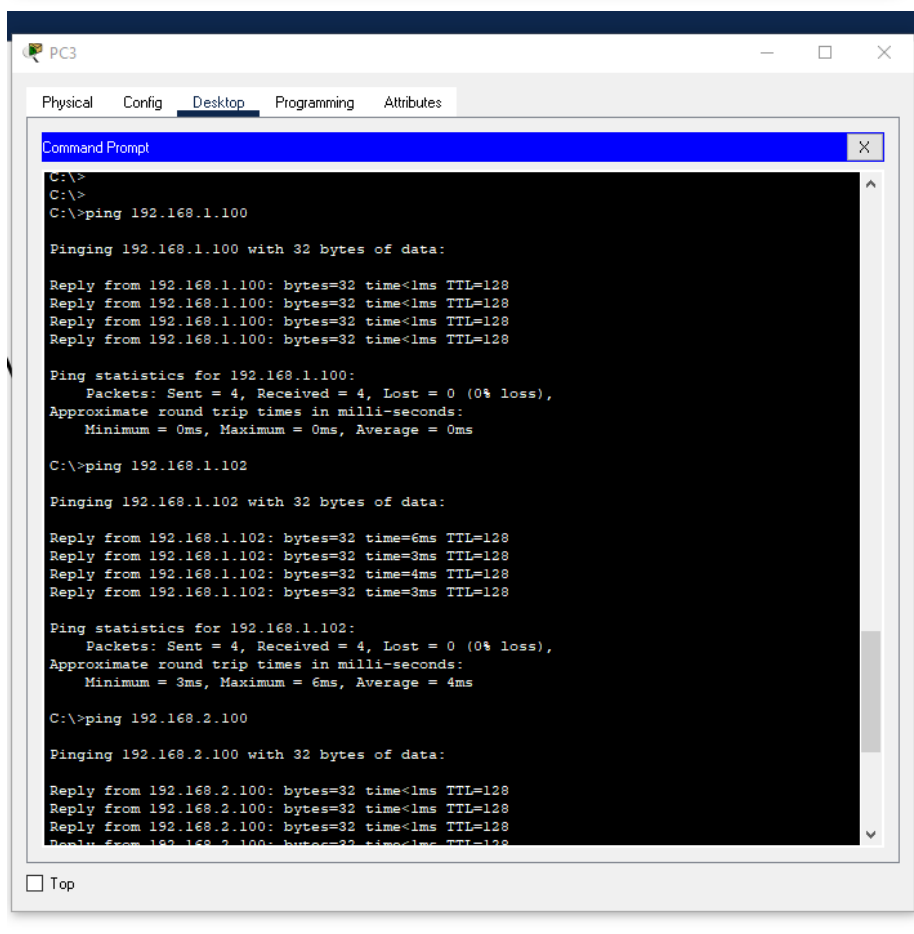 PC3
Physical Config Desktop Programming Attributes
Command Prompt X
C:\>
C:\>
C:\>ping 192.168.1.100
Pinging 192.168.1.100 with 32 bytes of data:
Reply from 192.168.1.100: bytes=32 time<1ms TTL=128
Reply from 192.168.1.100: bytes=32 time<1ms TTL=128
Reply from 192.168.1.100: bytes=32 time<1ms TTL=128
Reply from 192.168.1.100: bytes=32 time<1ms TTL=128
Ping statistics for 192.168.1.100:
Packets: Sent = 4, Received = 4, Lost = 0 (0% loss),
Approximate round trip times in milli-seconds:
Minimum = 0ms, Maximum = 0ms, Average = 0ms
C:\>ping 192.168.1.102
Pinging 192.168.1.102 with 32 bytes of data:
Reply from 192.168.1.102: bytes=32 time=6ms TTL=128
Reply from 192.168.1.102: bytes=32 time=3ms TTL=128
Reply from 192.168.1.102: bytes=32 time=4ms TTL=128
Reply from 192.168.1.102: bytes=32 time=3ms TTL=128
Ping statistics for 192.168.1.102:
Packets: Sent = 4, Received = 4, Lost = 0 (0% loss),
Approximate round trip times in milli-seconds:
Minimum = 3ms, Maximum = 6ms, Average = 4ms
C:\>ping 192.168.2.100
Pinging 192.168.2.100 with 32 bytes of data:
Reply from 192.168.2.100: bytes=32 time<1ms TTL=128
Reply from 192.168.2.100: bytes=32 time<1ms TTL=128
Reply from 192.168.2.100: bytes=32 time<1ms TTL=128
Reply from 192.168.2.100: bytes=32 time<1ms TTL=128
Top